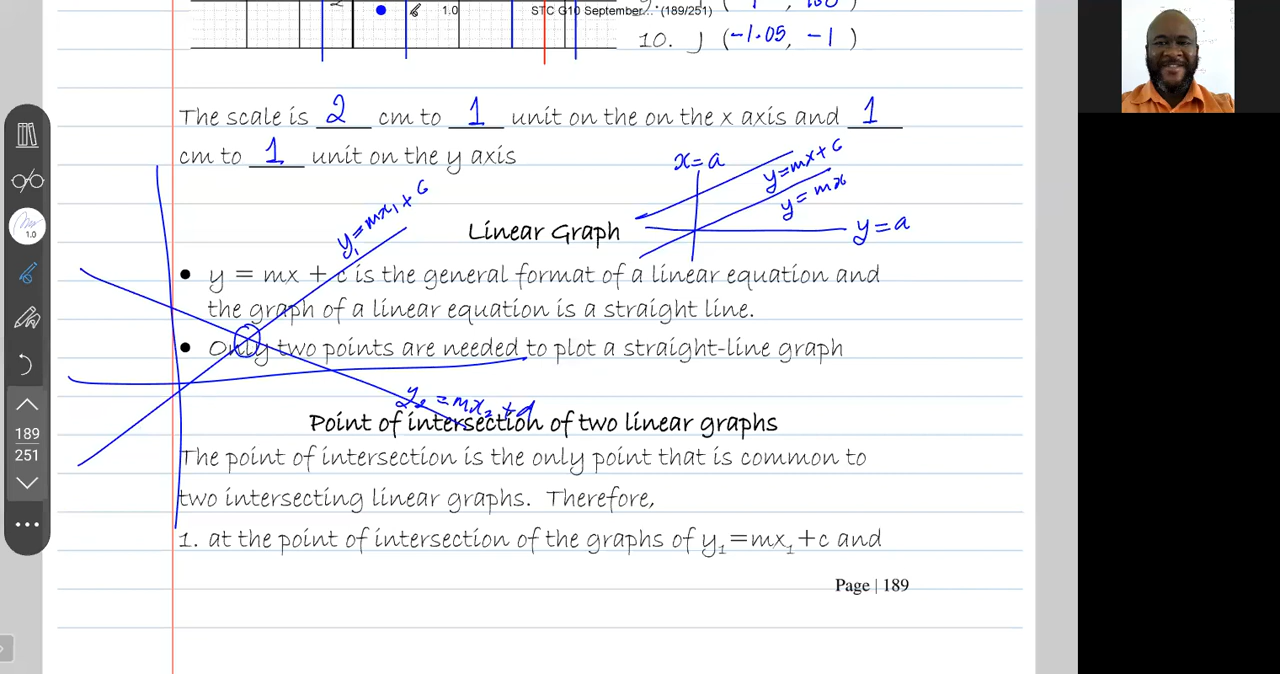 2
1.0
STC G10 September... (189/251)
10. J (-1.05, -1 )
The scale is 2 cm to 1 unit on the on the x axis and 1
cm to 1 unit on the y axis
x=a
y=mx+c
y=mx
y=a
y₁=mx₁+c
Linear Graph
• y = mx + c is the general format of a linear equation and
the graph of a linear equation is a straight line.
• Only two points are needed to plot a straight-line graph
y₂=mx₂+d
Point of intersection of two linear graphs
The point of intersection is the only point that is common to
two intersecting linear graphs. Therefore,
1. at the point of intersection of the graphs of y₁=mx₁+c and
Page | 189
1.0
189
251